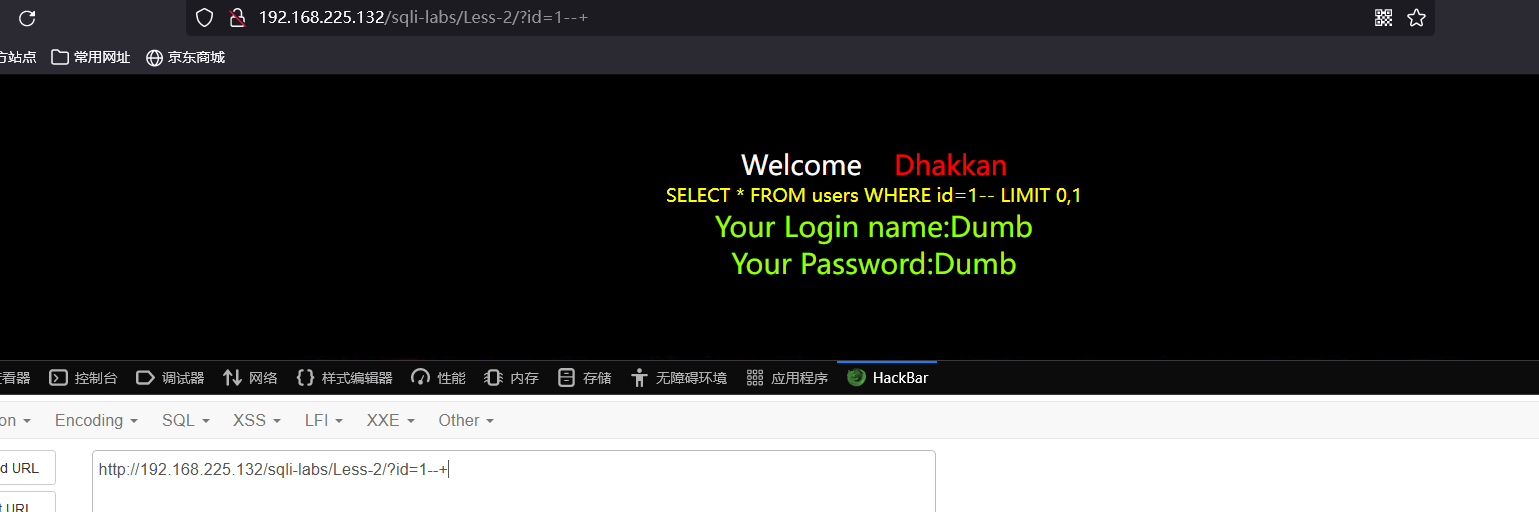 192.168.225.132/sqli-labs/Less-2/?id=1--+
方站点 常用网址 京东商城
Welcome Dhakkan
SELECT * FROM users WHERE id=1-- LIMIT 0,1
Your Login name:Dumb
Your Password:Dumb
查看器 控制台 调试器 网络 样式编辑器 性能 内存 存储 无障碍环境 应用程序 HackBar
on Encoding SQL XSS LFI XXE Other
d URL http://192.168.225.132/sqli-labs/Less-2/?id=1--+
t URL